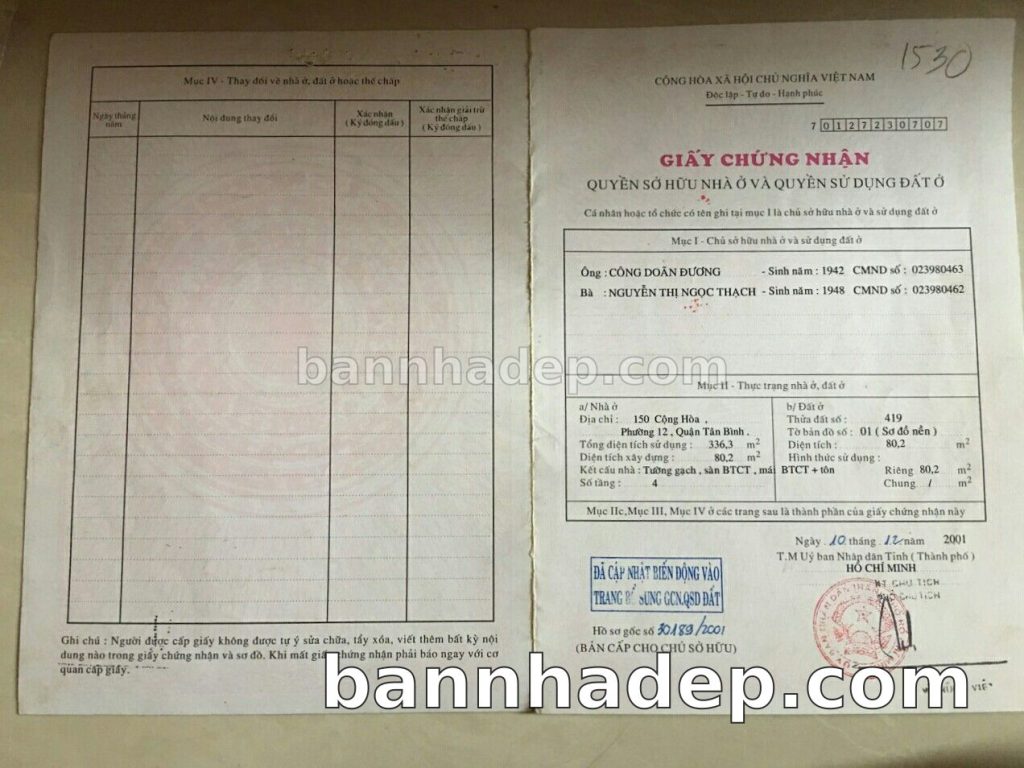 Mục IV - Thay đổi về nhà ở, đất ở hoặc thế chấp
Ngày tháng năm
Nội dung thay đổi
Xác nhận
( Ký đóng dấu )
Xác nhận giải trừ
thế chấp
( Ký đóng dấu )
Ghi chú : Người được cấp giấy không được tự ý sửa chữa, tẩy xóa, viết thêm bất kỳ nội
dung nào trong giấy chứng nhận và sơ đồ. Khi mất giấy chứng nhận phải báo ngay với cơ
quan cấp giấy.
1530
CỘNG HÒA XÃ HỘI CHỦ NGHĨA VIỆT NAM
Độc lập - Tự do - Hạnh phúc
7 0 1 2 7 2 3 0 7 0 7
GIẤY CHỨNG NHẬN
QUYỀN SỞ HỮU NHÀ Ở VÀ QUYỀN SỬ DỤNG ĐẤT Ở
Cá nhân hoặc tổ chức có tên ghi tại mục I là chủ sở hữu nhà ở và sử dụng đất ở
Mục I - Chủ sở hữu nhà ở và sử dụng đất ở
Ông : CÔNG DOÃN ĐƯƠNG - Sinh năm : 1942 CMND số : 023980463
Bà : NGUYỄN THỊ NGỌC THẠCH - Sinh năm : 1948 CMND số : 023980462
bannhadep.com
Mục II - Thực trạng nhà ở, đất ở
a/ Nhà ở
Địa chỉ : 150 Cộng Hòa ,
Phường 12 , Quận Tân Bình .
Tổng diện tích sử dụng : 336,3 m2
Diện tích xây dựng : 80,2 m2
Kết cấu nhà : Tường gạch , sàn BTCT , mái BTCT + tôn
Số tầng : 4
b/ Đất ở
Thửa đất số : 419
Tờ bản đồ số : 01 ( Sơ đồ nền )
Diện tích : 80,2 m2
Hình thức sử dụng :
Riêng 80,2 m2
Chung / m2
Mục IIc,Mục III, Mục IV ở các trang sau là thành phần của giấy chứng nhận này
Ngày . 10 tháng . 12 năm 2001
T.M Uỷ ban Nhân dân Tỉnh ( Thành phố )
HỒ CHÍ MINH
KT. CHỦ TỊCH
PHÓ CHỦ TỊCH
ĐÃ CẬP NHẬT BIẾN ĐỘNG VÀO
TRANG BỔ SUNG GCN.QSD ĐẤT
Hồ sơ gốc số 30189/2001
(BẢN CẤP CHO CHỦ SỞ HỮU)
bannhadep.com